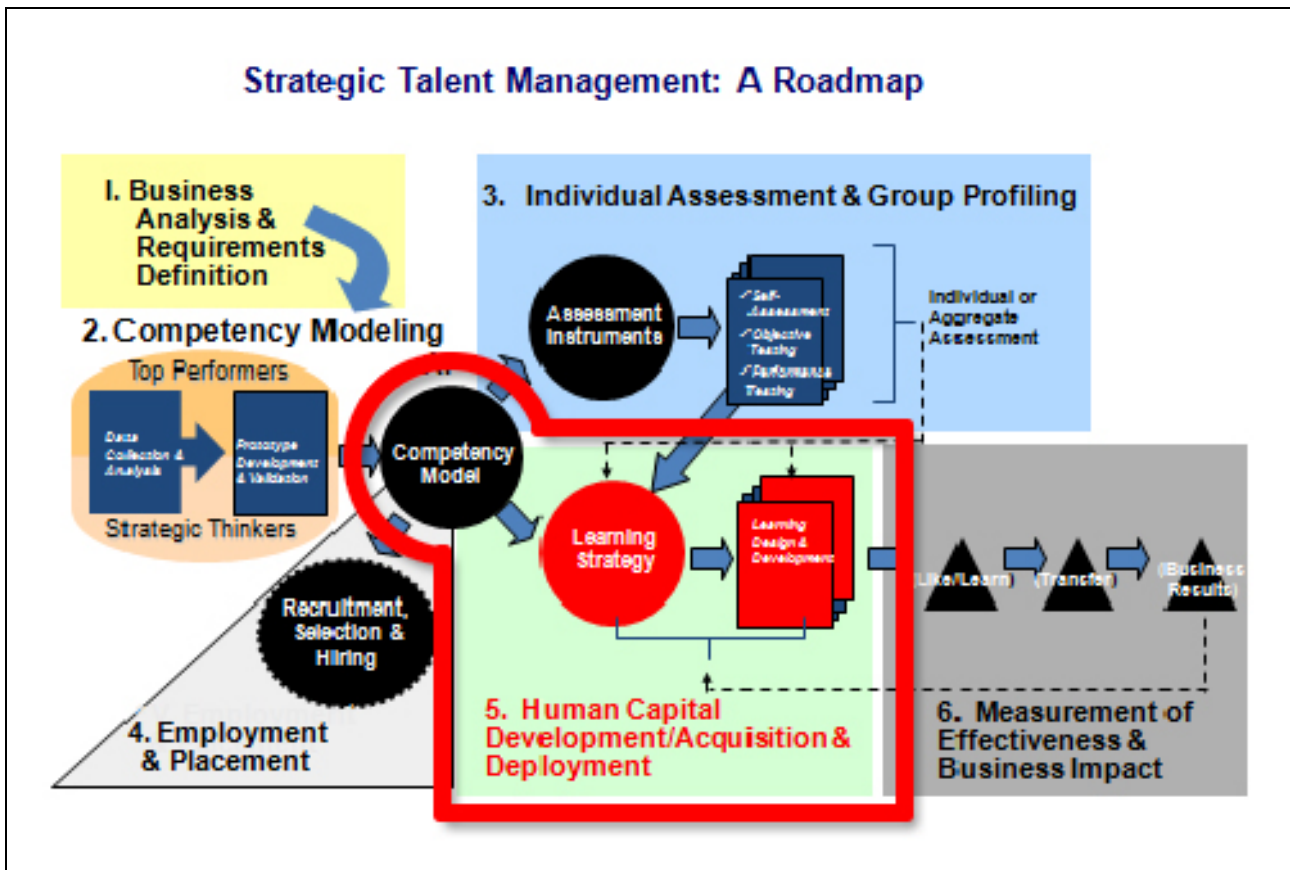 Strategic Talent Management: A Roadmap
I. Business
Analysis &
Requirements
Definition
2. Competency Modeling
Top Performers
Data
Collection &
Analysis
Prototype
Development
& Validation
Strategic Thinkers
Competency
Model
3. Individual Assessment & Group Profiling
Assessment
Instruments
✓ Self-
Assessment
✓ Objective
Testing
✓ Performance
Testing
Individual or
Aggregate
Assessment
Recruitment,
Selection &
Hiring
4. Employment
& Placement
Learning
Strategy
Learning
Design &
Development
5. Human Capital
Development/Acquisition &
Deployment
(Like/Learn)
(Transfer)
(Business
Results)
6. Measurement of
Effectiveness &
Business Impact